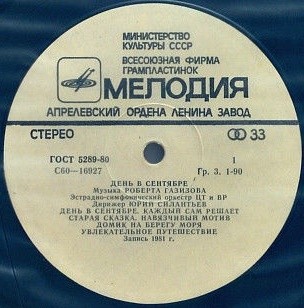 МИНИСТЕРСТВО
КУЛЬТУРЫ СССР
ВСЕСОЮЗНАЯ ФИРМА
ГРАМПЛАСТИНОК
МЕЛОДИЯ
АПРЕЛЕВСКИЙ ОРДЕНА ЛЕНИНА ЗАВОД
СТЕРЕО 33
ГОСТ 5289-80 1
С60—16927 Гр. 3. 1-90
ДЕНЬ В СЕНТЯБРЕ
Музыка РОБЕРТА ГАЗИЗОВА
Эстрадно-симфонический оркестр ЦТ и ВР
Дирижер ЮРИЙ СИЛАНТЬЕВ
ДЕНЬ В СЕНТЯБРЕ. КАЖДЫЙ САМ РЕШАЕТ
СТАРАЯ СКАЗКА. НАВЯЗЧИВЫЙ МОТИВ
ДОМИК НА БЕРЕГУ МОРЯ
УВЛЕКАТЕЛЬНОЕ ПУТЕШЕСТВИЕ
Запись 1981 г.